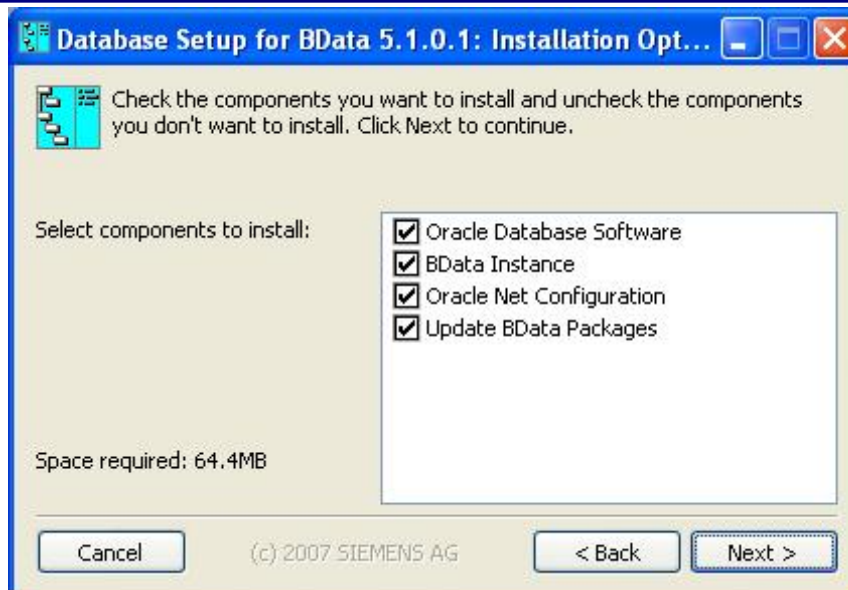 Database Setup for BData 5.1.0.1: Installation Opt...
Check the components you want to install and uncheck the components
you don't want to install. Click Next to continue.
Select components to install:
Oracle Database Software
BData Instance
Oracle Net Configuration
Update BData Packages
Space required: 64.4MB
Cancel
(c) 2007 SIEMENS AG
< Back
Next >